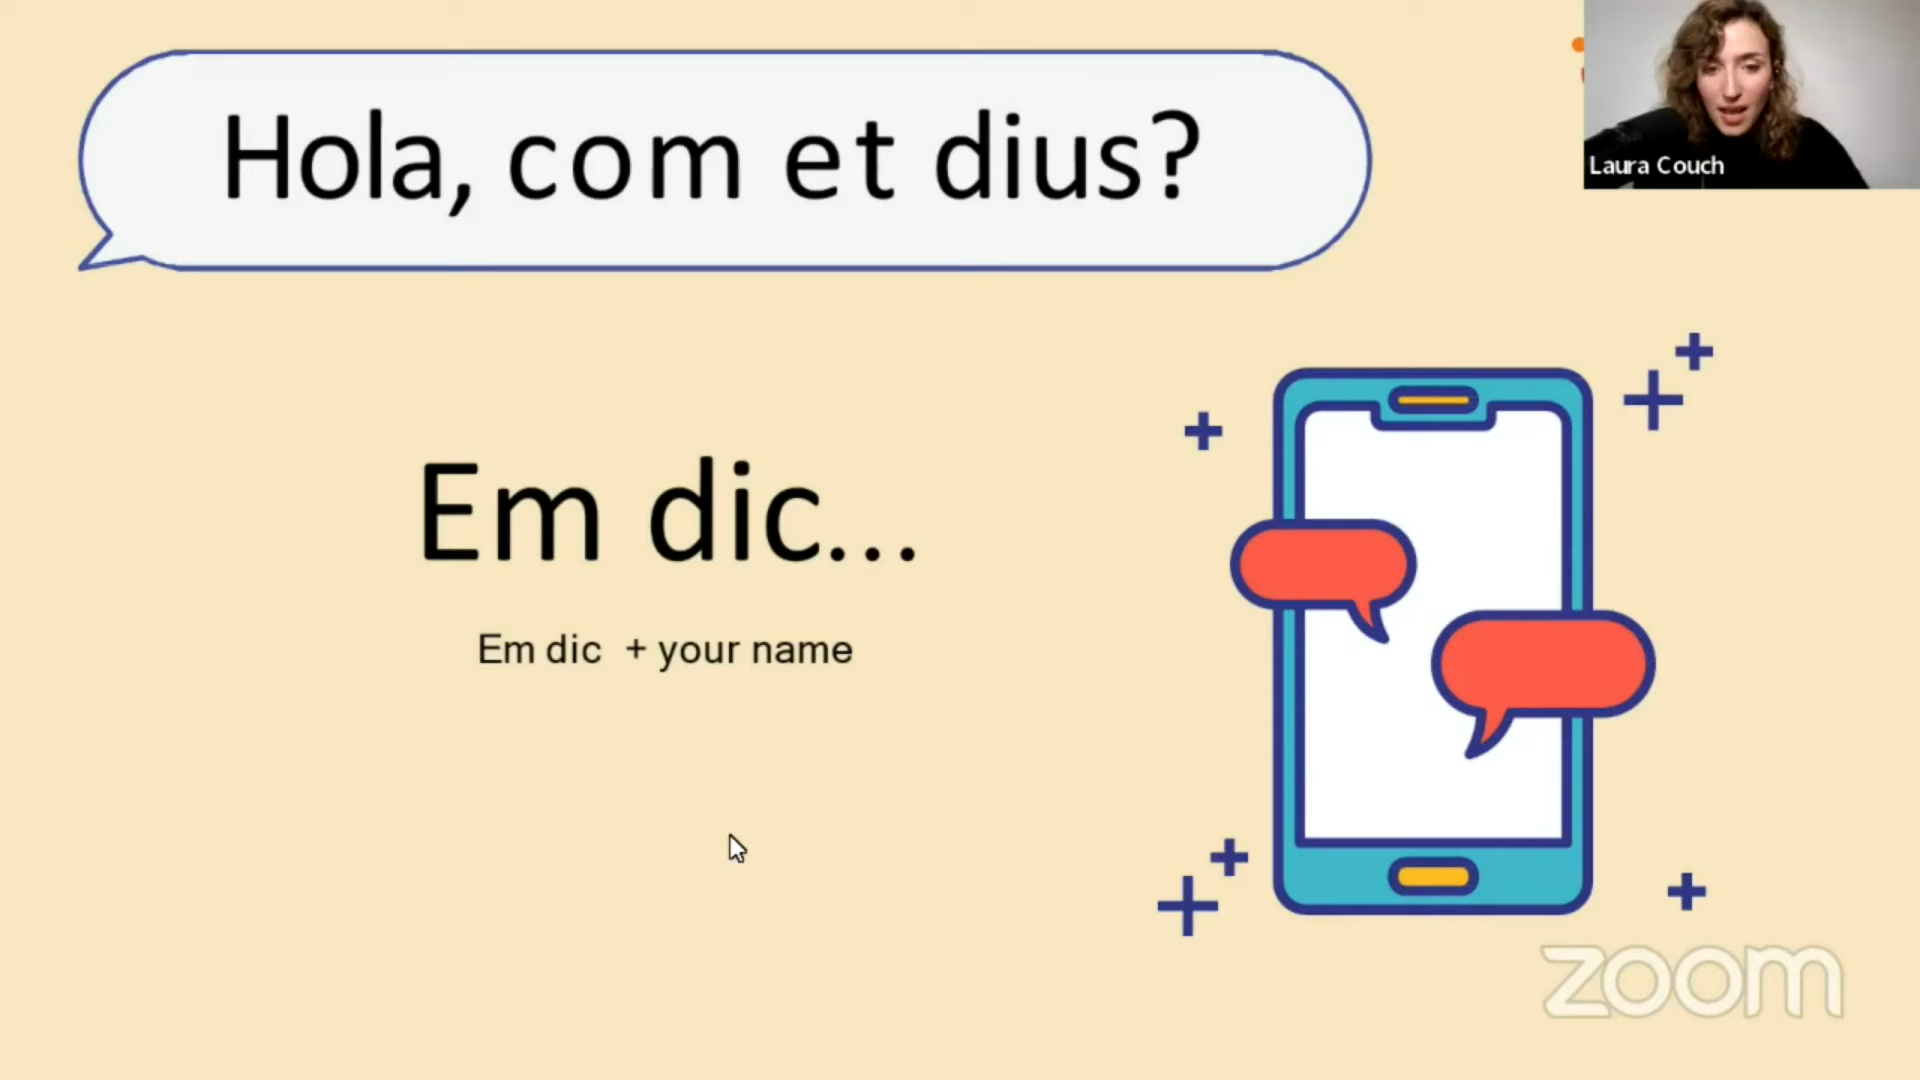 Hola, com et dius?
Laura Couch
Em dic...
Em dic + your name
zoom